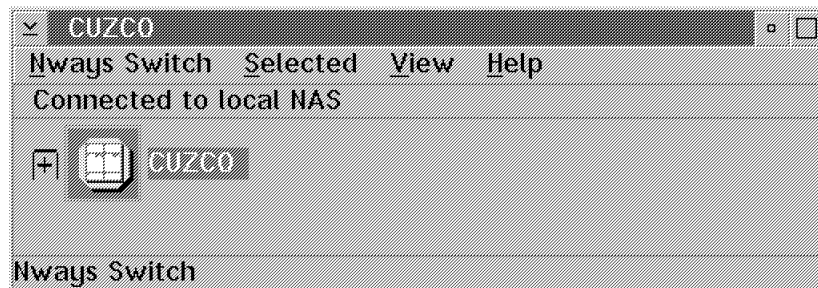 CUZCO
Nways Switch Selected View Help
Connected to local NAS
CUZCO
Nways Switch